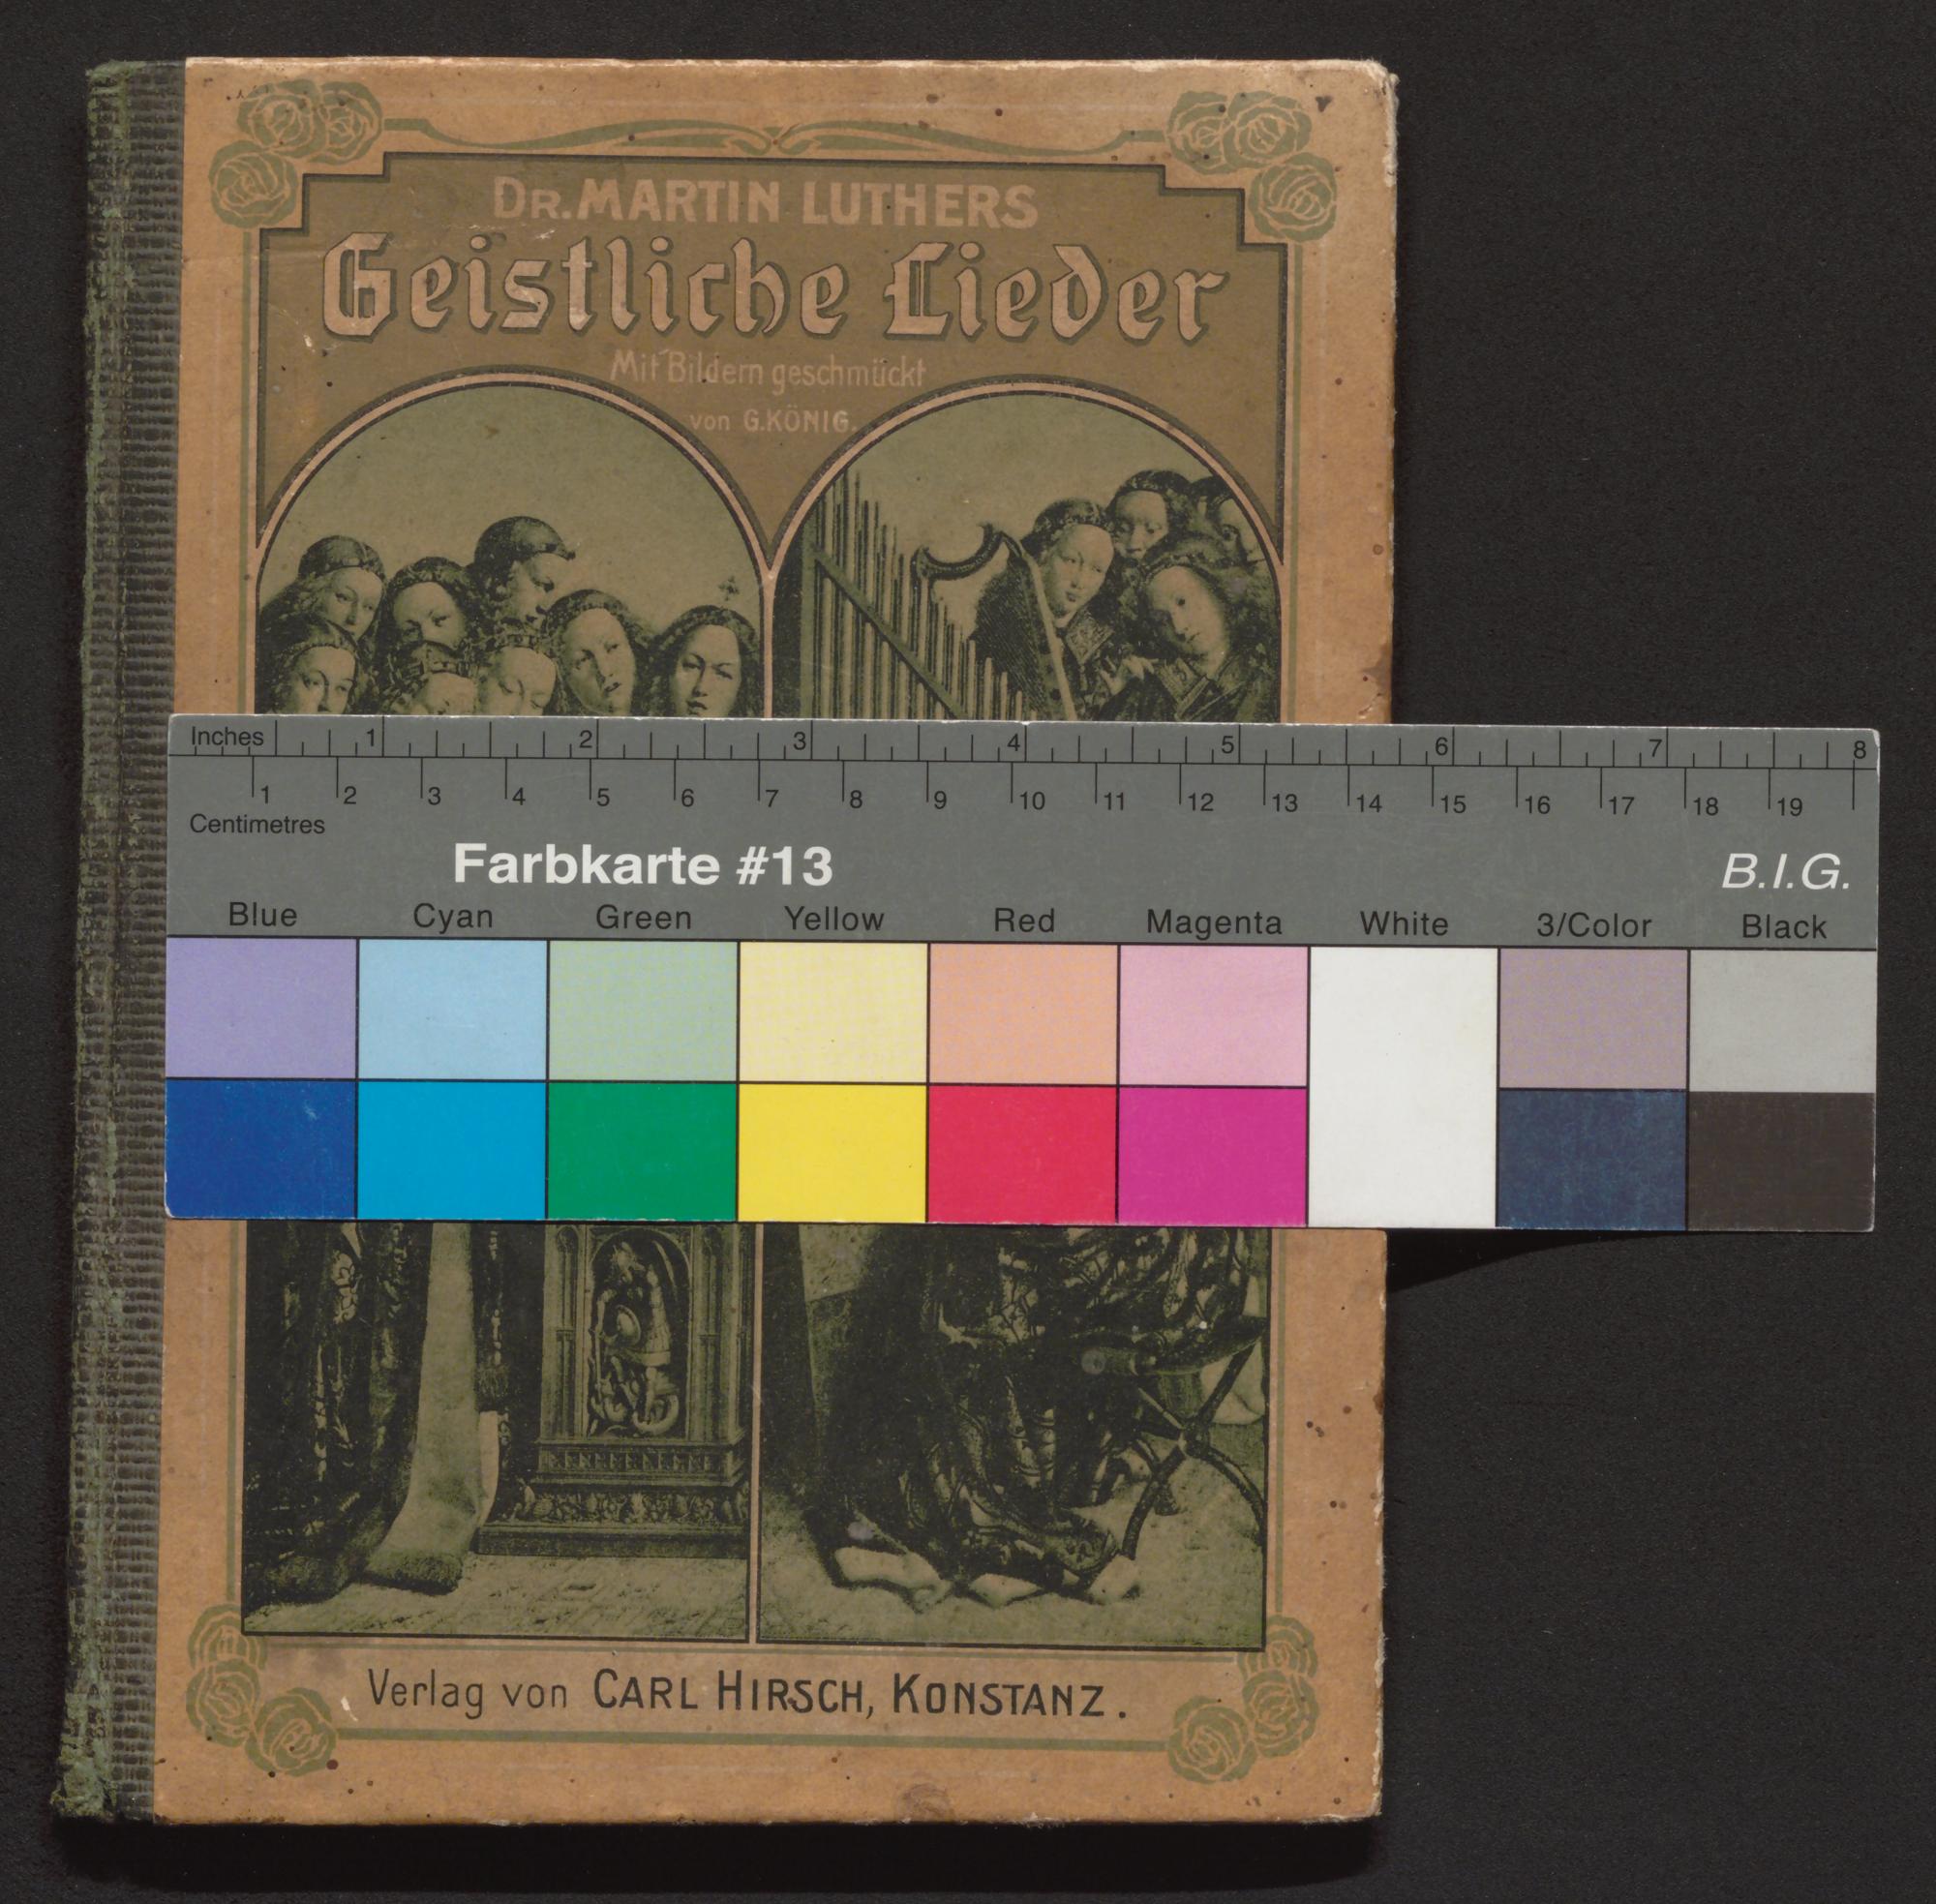 DR. MARTIN LUTHERS
Geistliche Lieder
Mit Bildern geschmückt
von G. KÖNIG.
Inches 1 2 3 4 5 6 7 8
1 2 3 4 5 6 7 8 9 10 11 12 13 14 15 16 17 18 19
Centimetres
Farbkarte #13 B.I.G.
Blue Cyan Green Yellow Red Magenta White 3/Color Black
Verlag von CARL HIRSCH, KONSTANZ.